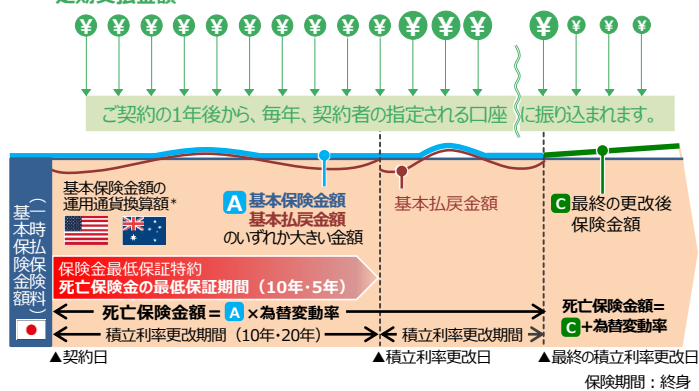 定期支払金額
¥ ¥ ¥ ¥ ¥ ¥ ¥ ¥ ¥ ¥ ¥ ¥ ¥ ¥ ¥ ¥ ¥
ご契約の1年後から、毎年、契約者の指定される口座 に振り込まれます。
基本保険金額
(一時払保険料)
基本保険金額の
運用通貨換算額*
A 基本保険金額
基本払戻金額
のいずれか大きい金額
基本払戻金額
C 最終の更改後
保険金額
保険金最低保証特約
死亡保険金の最低保証期間(10年・5年)
死亡保険金額= A ×為替変動率
死亡保険金額=
C +為替変動率
積立利率更改期間(10年・20年)
積立利率更改期間
▲契約日
▲積立利率更改日
▲最終の積立利率更改日
保険期間:終身